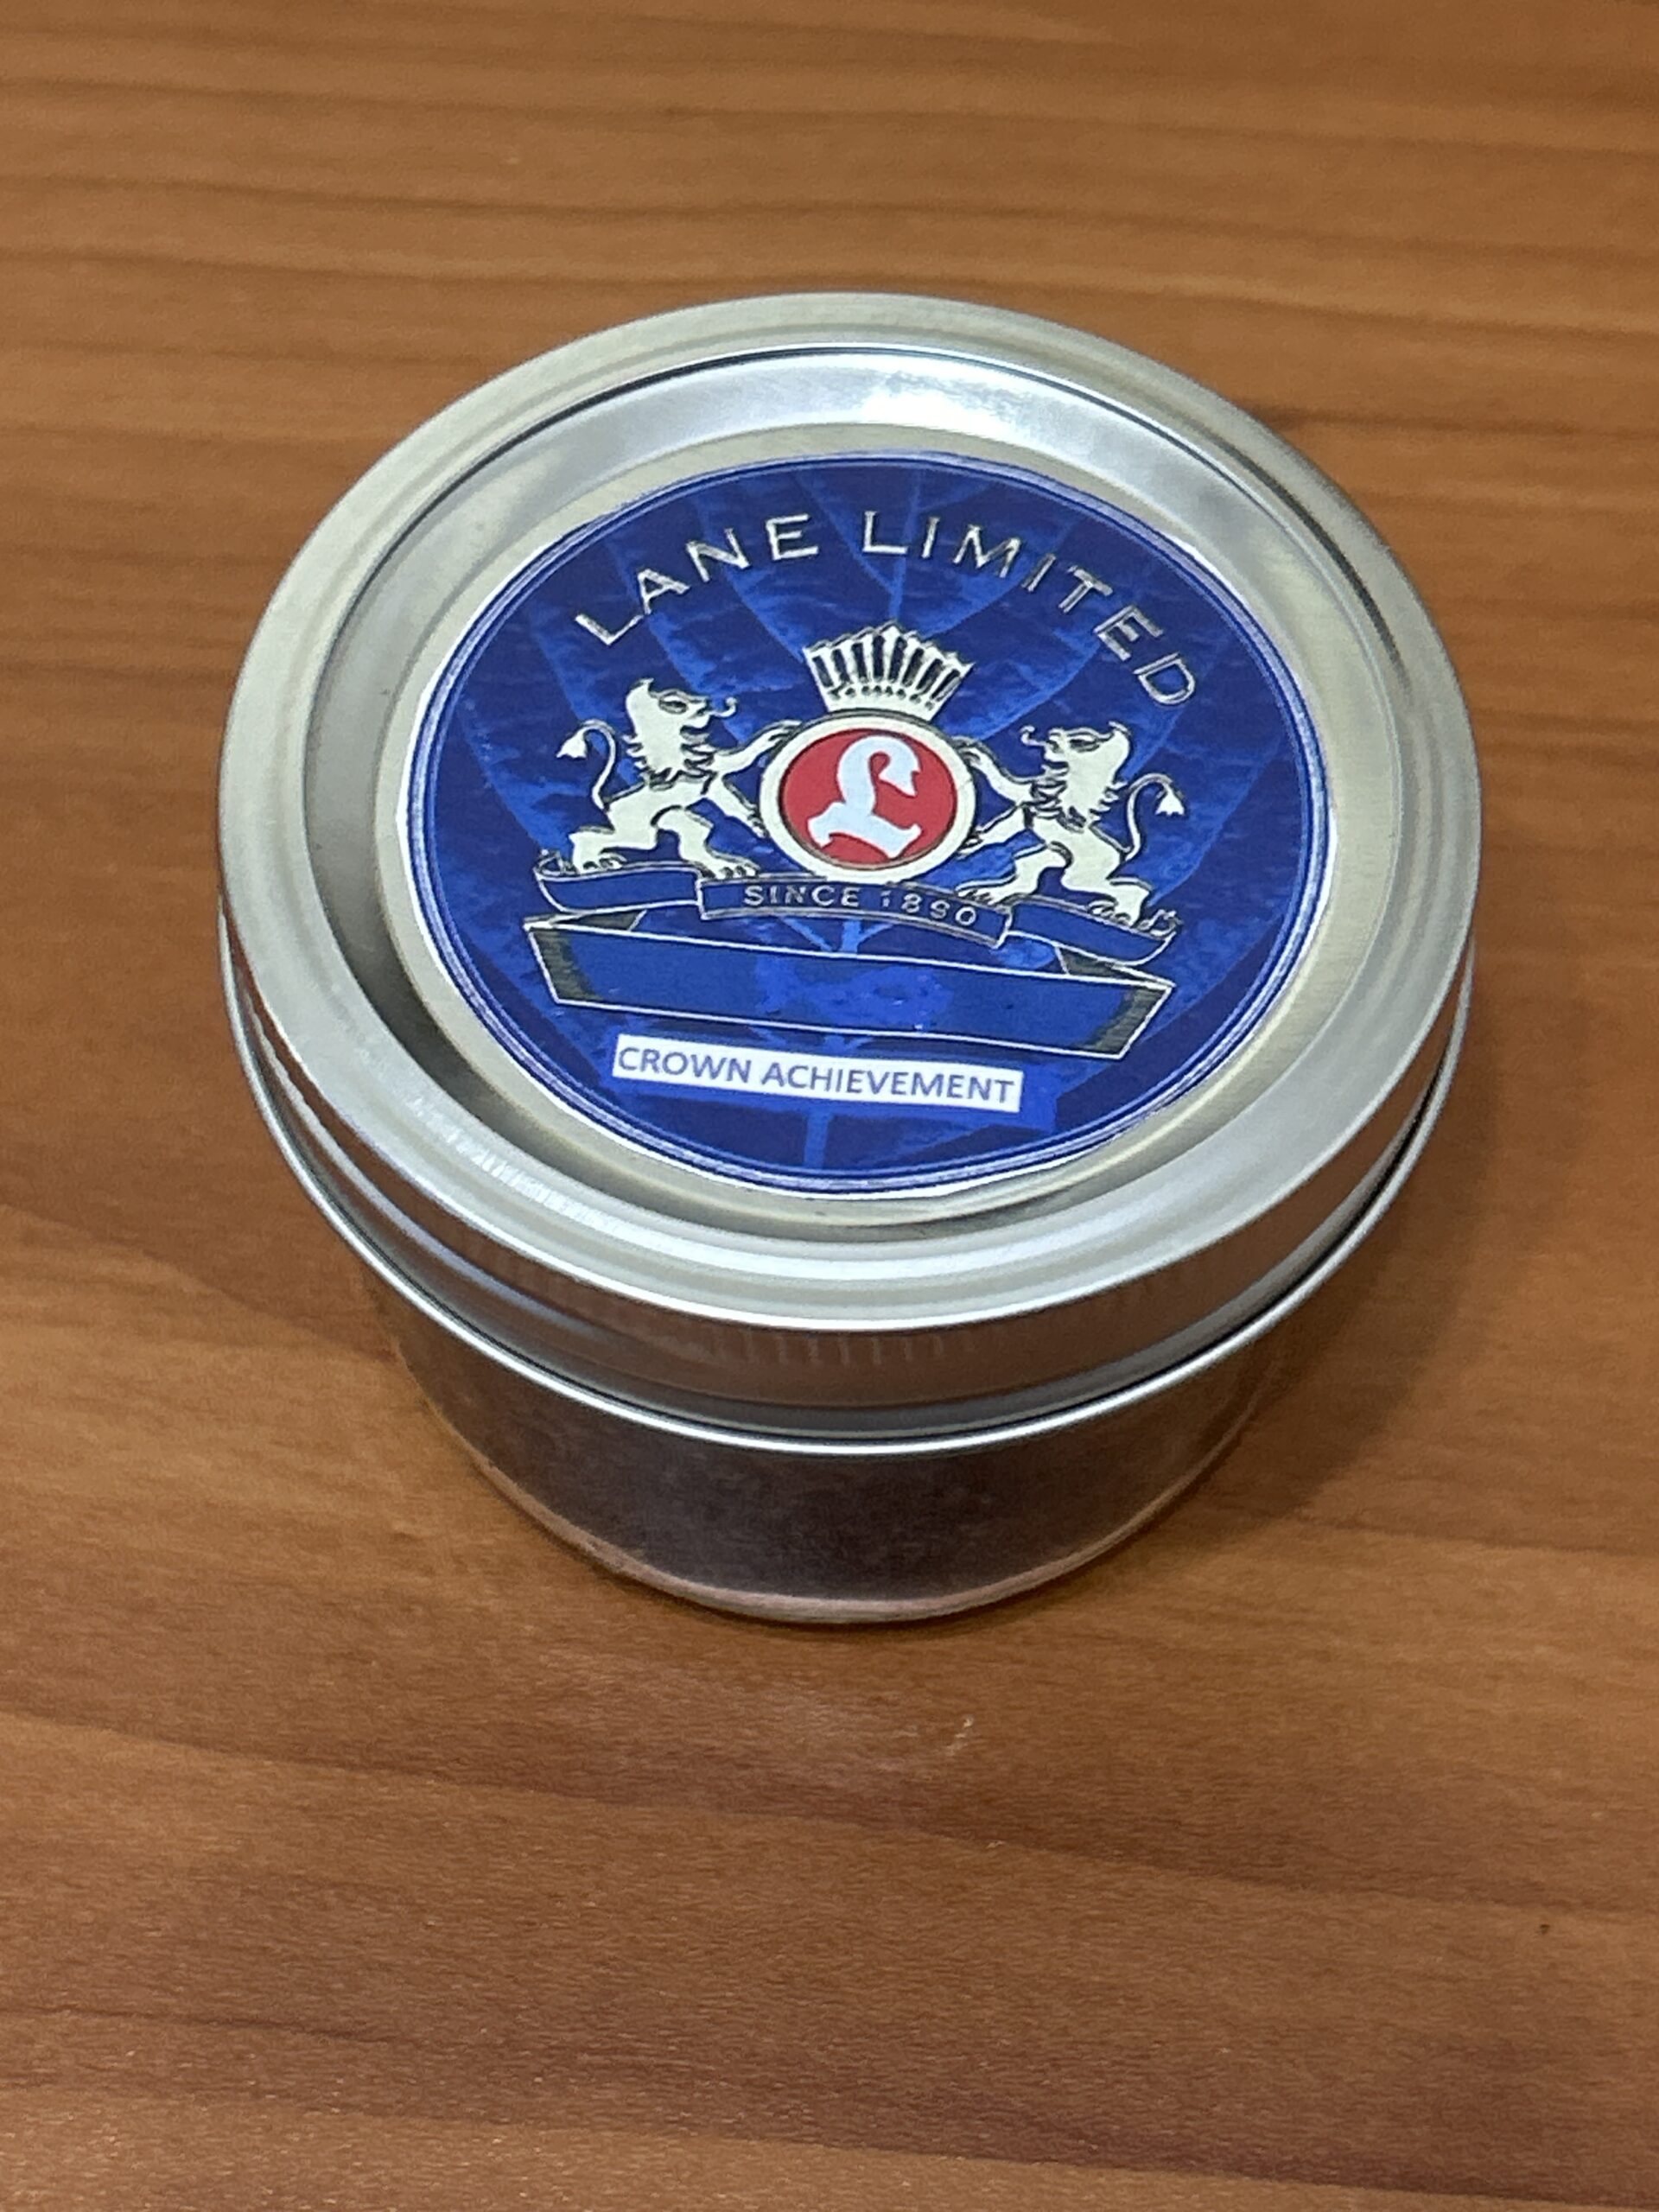 LANE LIMITED
L
SINCE 1890
CROWN ACHIEVEMENT